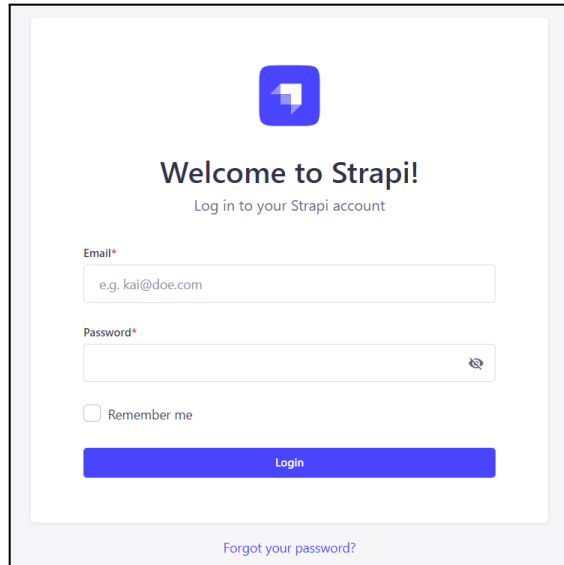 Welcome to Strapi!
Log in to your Strapi account
Email*
e.g. kai@doe.com
Password*
Remember me
Login
Forgot your password?